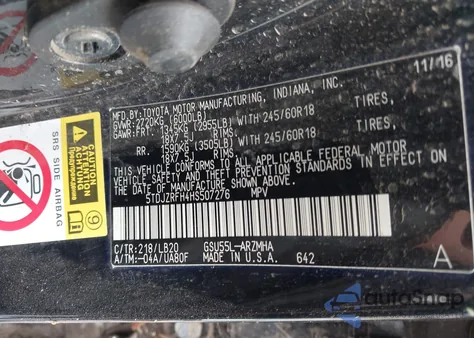 11/16
MFD. BY: TOYOTA MOTOR MANUFACTURING, INDIANA, INC.
GVWR: 2720KG (6000LB)
GAWR: FRT: 1345KG (2955LB) WITH 245/60R18 TIRES,
18X7.5J RIMS.
RR: 1590KG (3505LB) WITH 245/60R18 TIRES,
18X7.5J RIMS.
THIS VEHICLE CONFORMS TO ALL APPLICABLE FEDERAL MOTOR
VEHICLE SAFETY AND THEFT PREVENTION STANDARDS IN EFFECT
ON THE DATE OF MANUFACTURE SHOWN ABOVE.
5TDJZRFH4HS507276 MPV
C/TR: 218/LB20 GSU55L-ARZMHA
A/TM: -04A/UA80F MADE IN U.S.A. 642
A
SRS SIDE AIRBAG
CAUTION
9
autoSnap